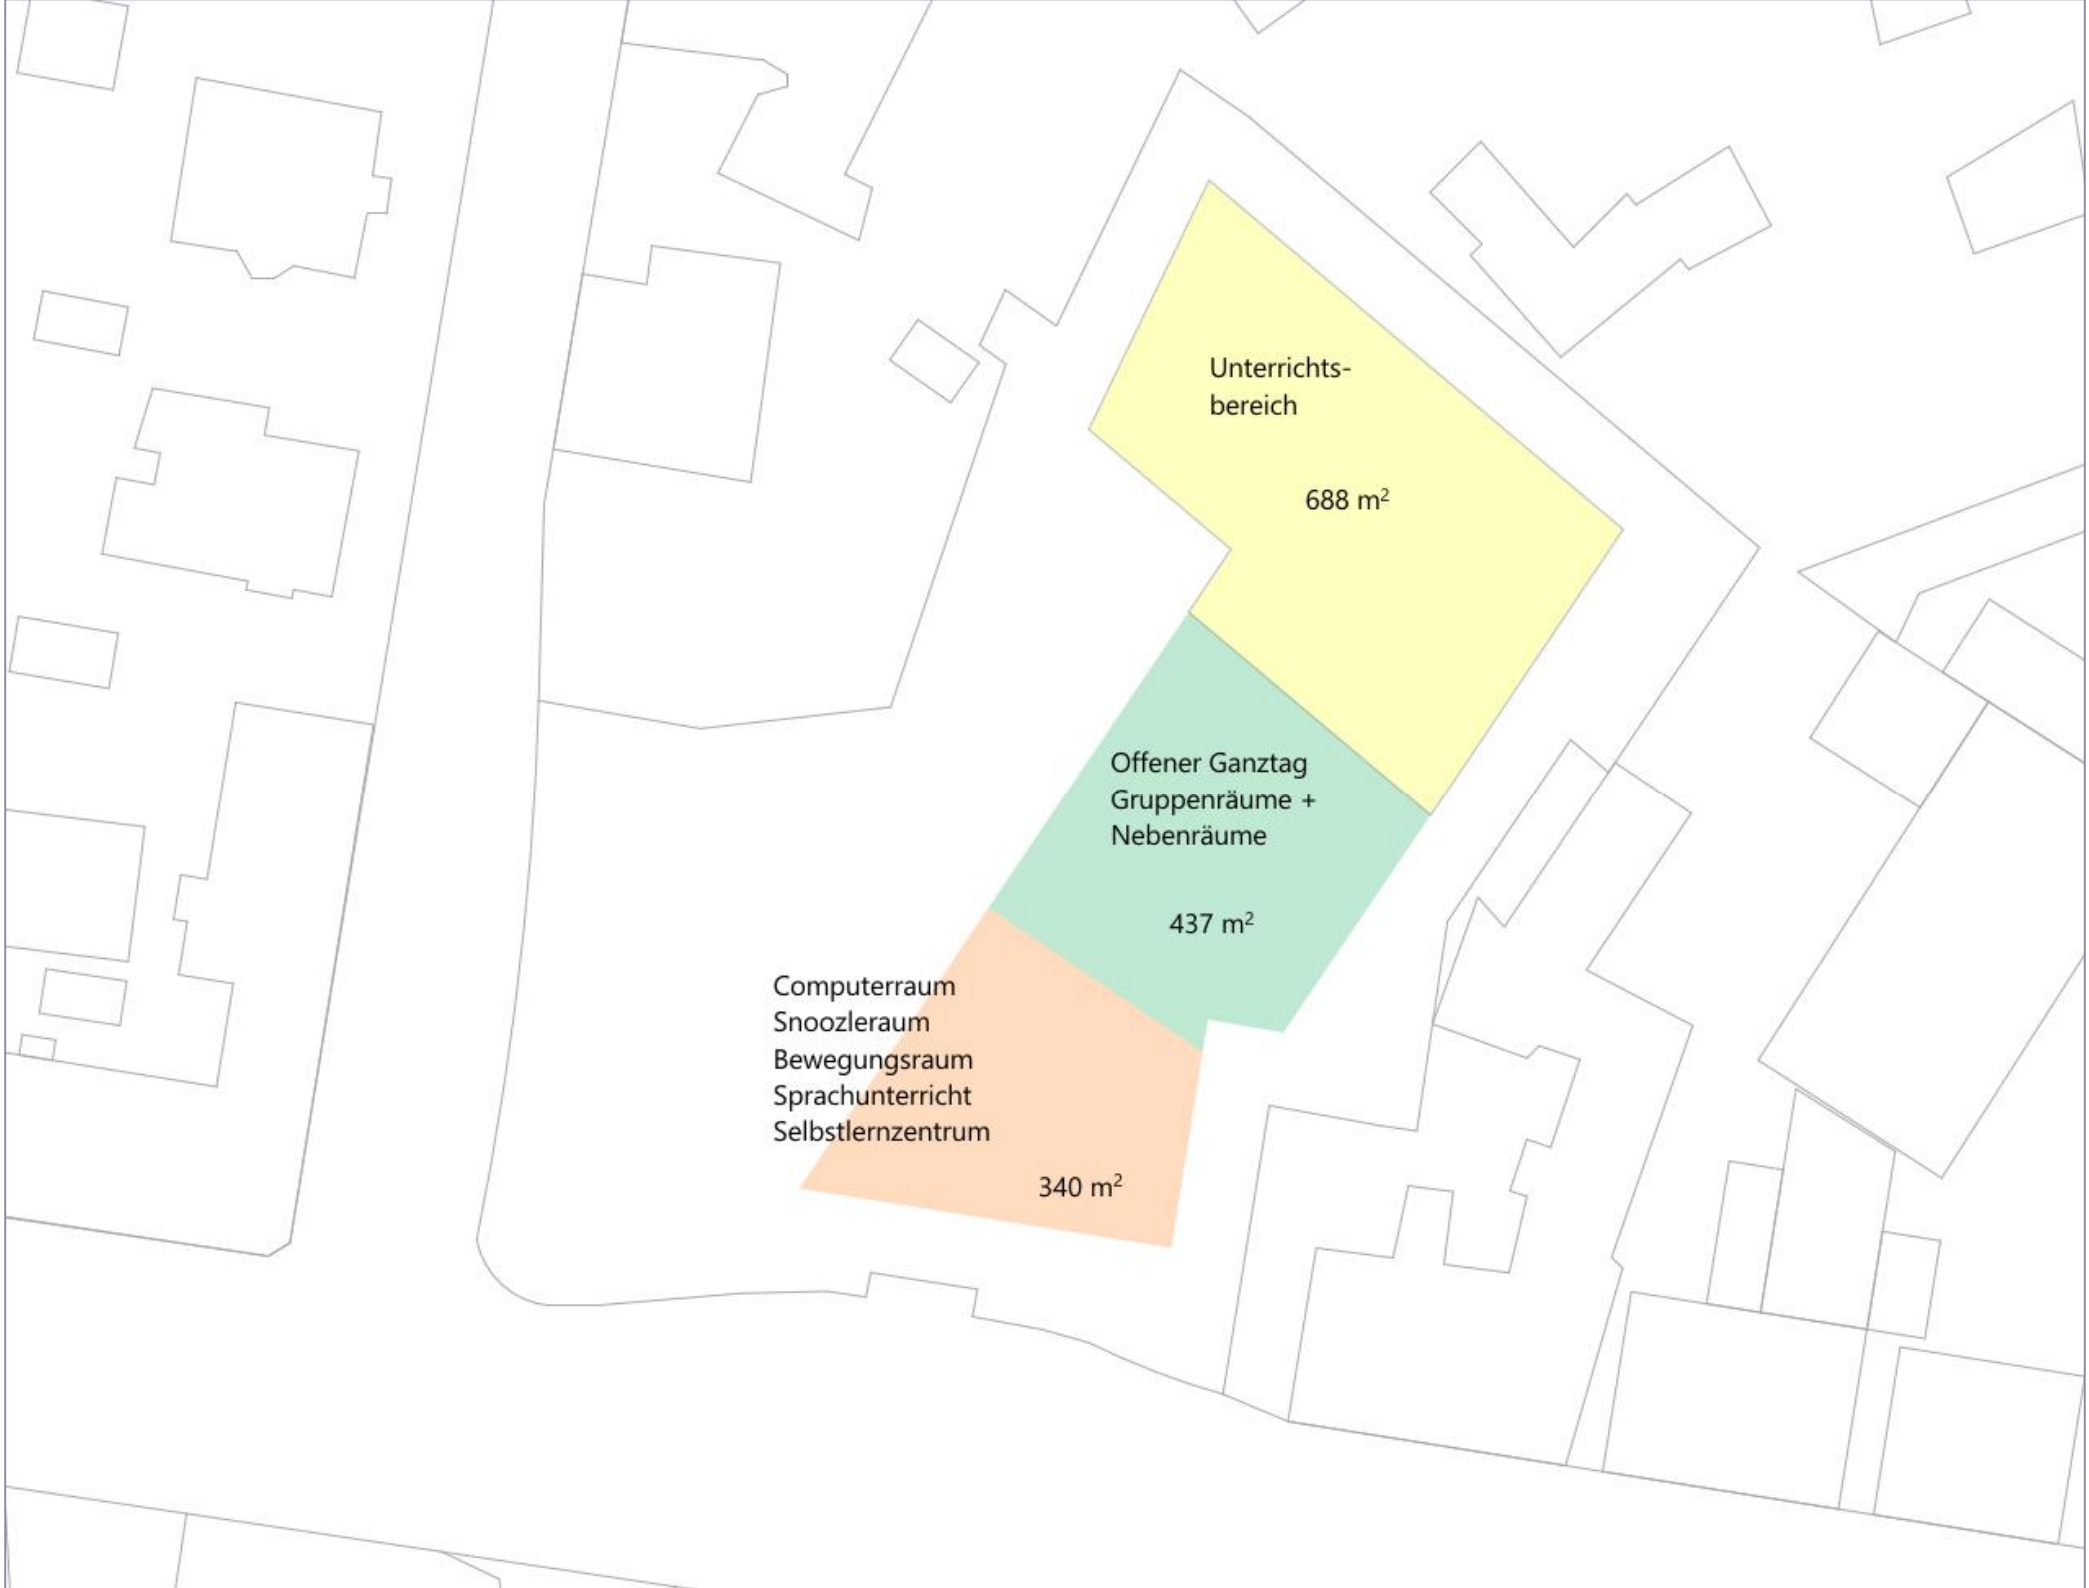 Unterrichts-
bereich
688 m²
Offener Ganztag
Gruppenräume +
Nebenräume
437 m²
Computerraum
Snoozleraum
Bewegungsraum
Sprachunterricht
Selbstlernzentrum
340 m²